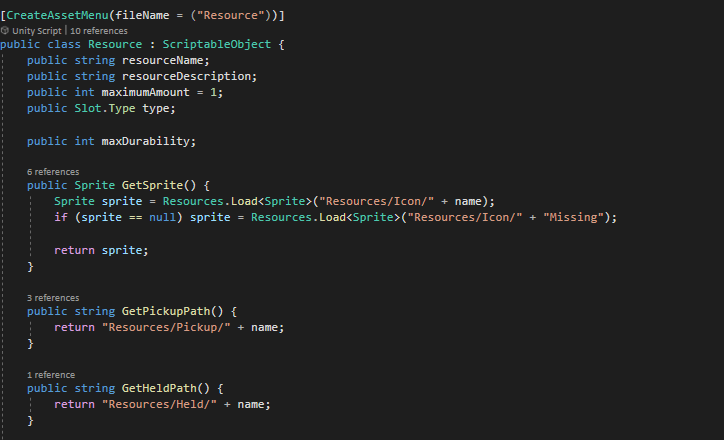 [CreateAssetMenu(fileName = ("Resource"))]
Unity Script | 10 references
public class Resource : ScriptableObject {
public string resourceName;
public string resourceDescription;
public int maximumAmount = 1;
public Slot.Type type;
public int maxDurability;
6 references
public Sprite GetSprite() {
Sprite sprite = Resources.Load<Sprite>("Resources/Icon/" + name);
if (sprite == null) sprite = Resources.Load<Sprite>("Resources/Icon/" + "Missing");
return sprite;
}
3 references
public string GetPickupPath() {
return "Resources/Pickup/" + name;
}
1 reference
public string GetHeldPath() {
return "Resources/Held/" + name;
}